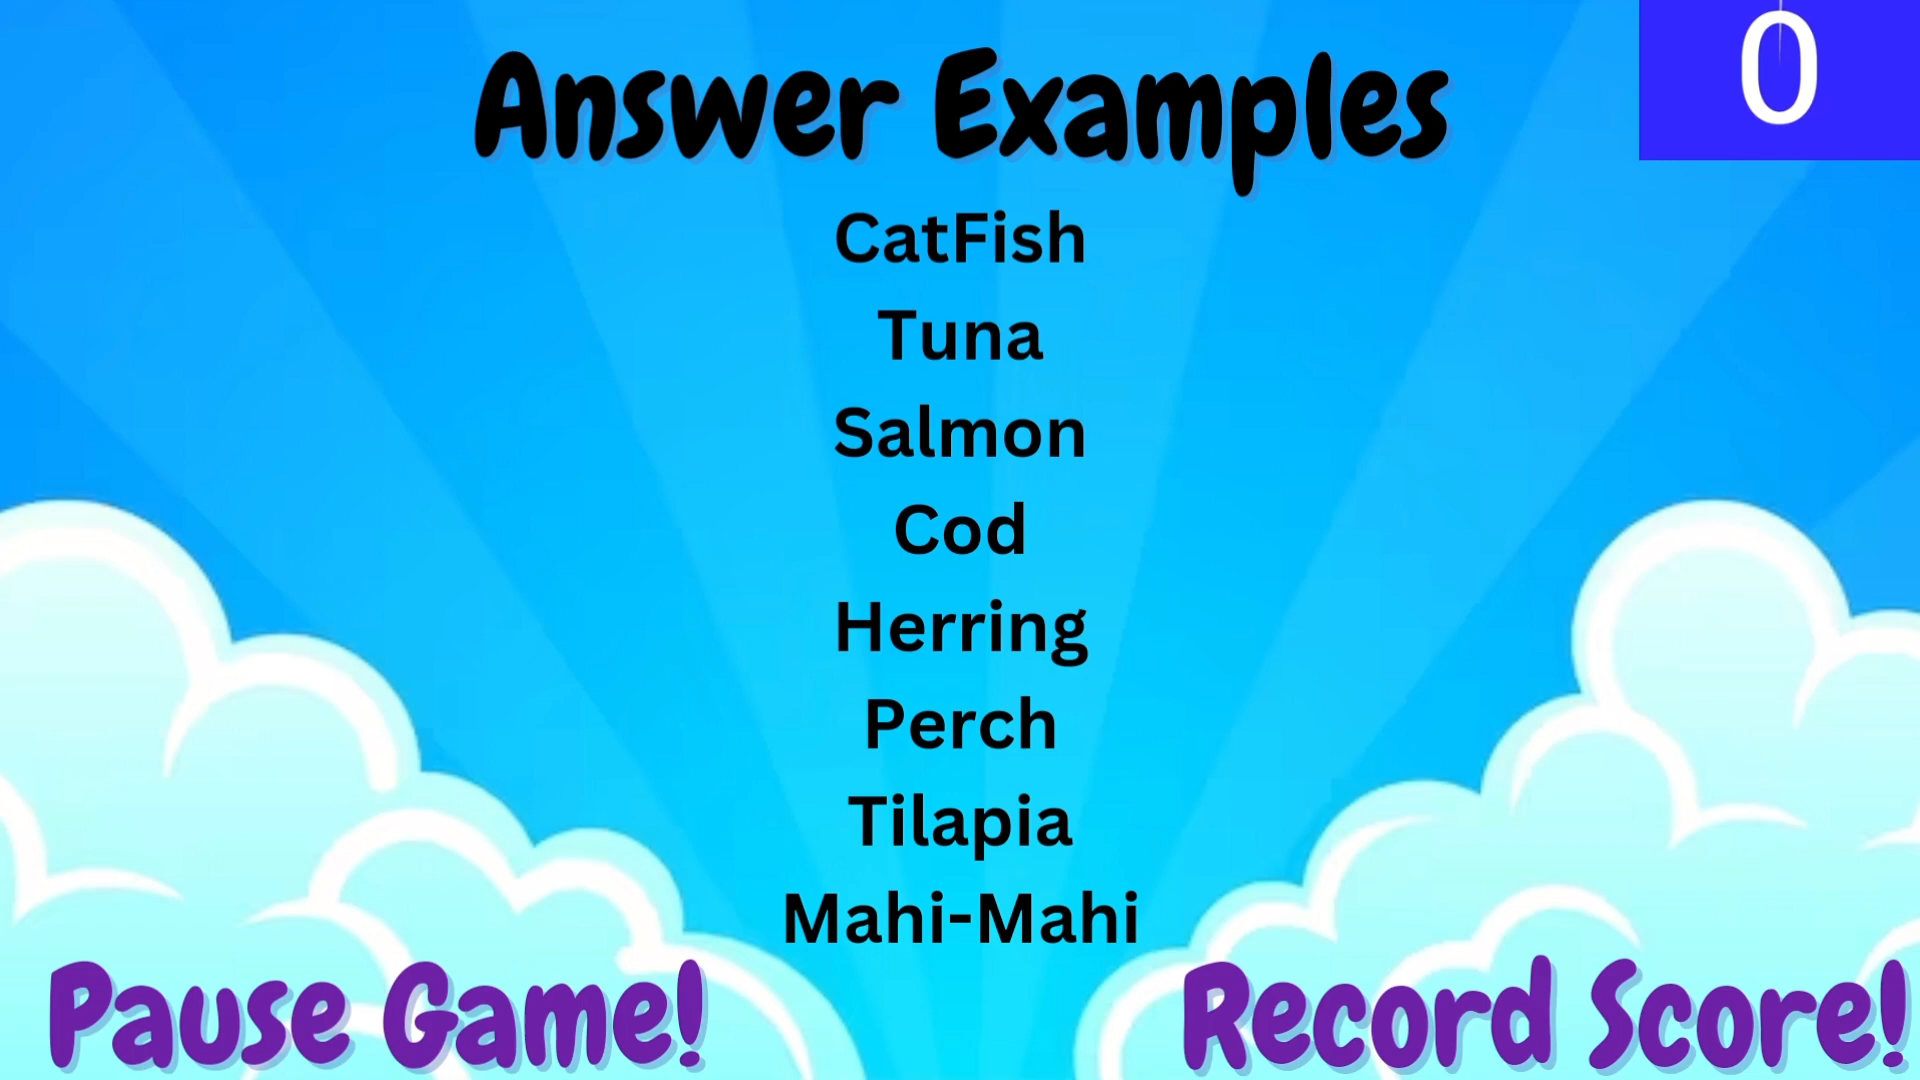 Answer Examples
0
CatFish
Tuna
Salmon
Cod
Herring
Perch
Tilapia
Mahi-Mahi
Pause Game!
Record Score!